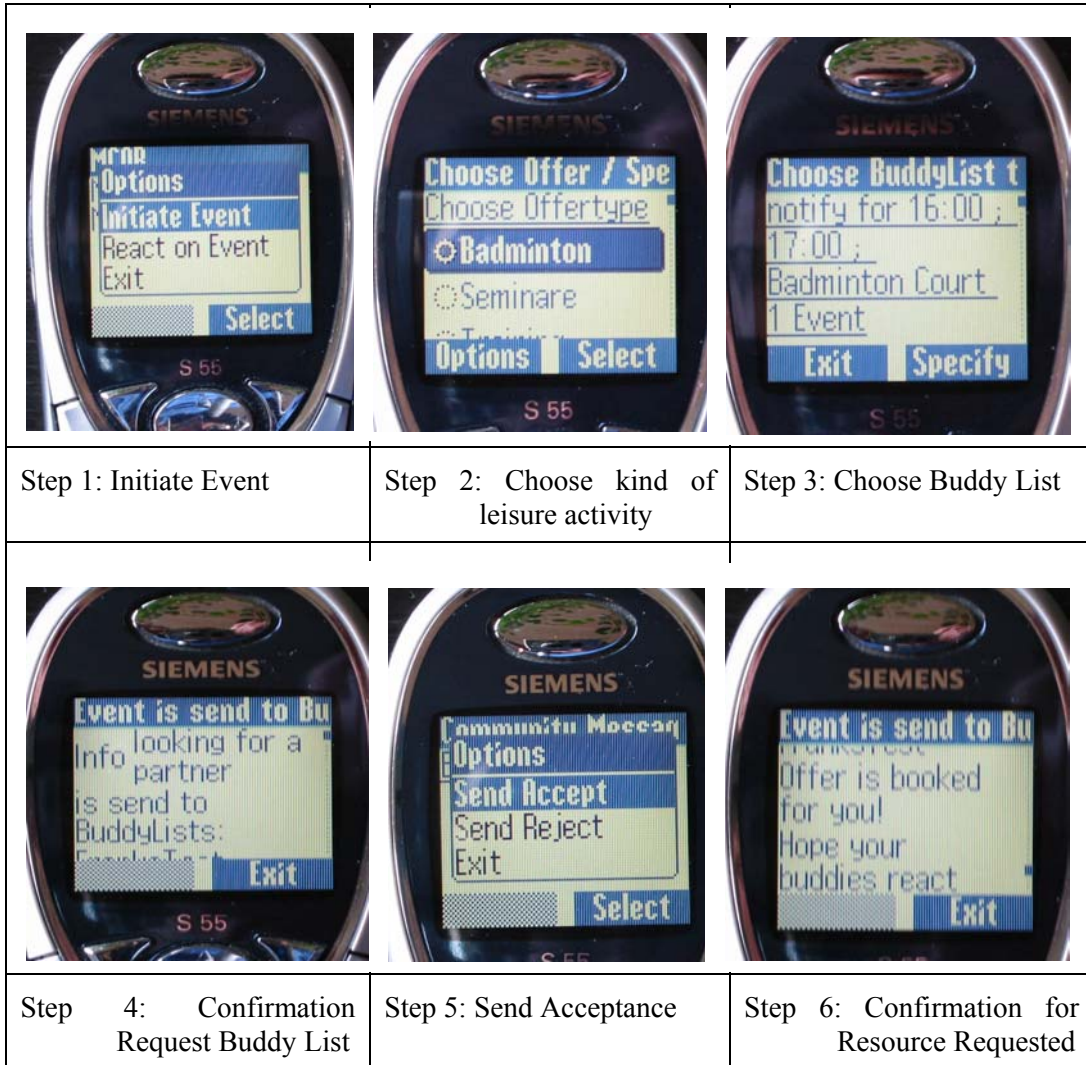 SIEMENS
Options
Initiate Event
React on Event
Exit
Select
S 55
SIEMENS
Choose Offer / Spe
Choose Offertype
Badminton
Seminare
Training
Options Select
S 55
SIEMENS
Choose BuddyList t
notify for 16:00 ;
17:00 ;
Badminton Court
1 Event
Exit Specify
S 55
Step 1: Initiate Event
Step 2: Choose kind of
leisure activity
Step 3: Choose Buddy List
SIEMENS
Event is send to Bu
Info looking for a
partner
is send to
BuddyLists:
Exit
S 55
SIEMENS
Community Messag
Options
Send Accept
Send Reject
Exit
Select
S 55
SIEMENS
Event is send to Bu
Offer is booked
for you!
Hope your
buddies react
Exit
Step 4: Confirmation
Request Buddy List
Step 5: Send Acceptance
Step 6: Confirmation for
Resource Requested